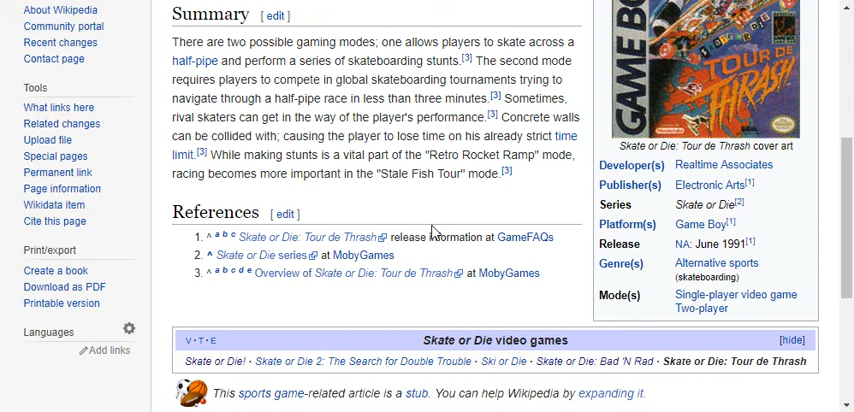 About Wikipedia
Community portal
Recent changes
Contact page
Tools
What links here
Related changes
Upload file
Special pages
Permanent link
Page information
Wikidata item
Cite this page
Print/export
Create a book
Download as PDF
Printable version
Languages
Add links
Summary [ edit ]
There are two possible gaming modes; one allows players to skate across a
half-pipe and perform a series of skateboarding stunts.[3] The second mode
requires players to compete in global skateboarding tournaments trying to
navigate through a half-pipe race in less than three minutes.[3] Sometimes,
rival skaters can get in the way of the player's performance.[3] Concrete walls
can be collided with; causing the player to lose time on his already strict time
limit.[3] While making stunts is a vital part of the "Retro Rocket Ramp" mode,
racing becomes more important in the "Stale Fish Tour" mode.[3]
References [ edit ]
1. ^ a b c Skate or Die: Tour de Thrash release information at GameFAQs
2. ^ Skate or Die series at MobyGames
3. ^ a b c d e Overview of Skate or Die: Tour de Thrash at MobyGames
GAME BO
SKATE OR DIE
TOUR DE
THRASH
Skate or Die: Tour de Thrash cover art
Developer(s) Realtime Associates
Publisher(s) Electronic Arts[1]
Series Skate or Die[2]
Platform(s) Game Boy[1]
Release NA: June 1991[1]
Genre(s) Alternative sports
(skateboarding)
Mode(s) Single-player video game
Two-player
V · T · E Skate or Die video games [hide]
Skate or Die! · Skate or Die 2: The Search for Double Trouble · Ski or Die · Skate or Die: Bad 'N Rad · Skate or Die: Tour de Thrash
This sports game-related article is a stub. You can help Wikipedia by expanding it.